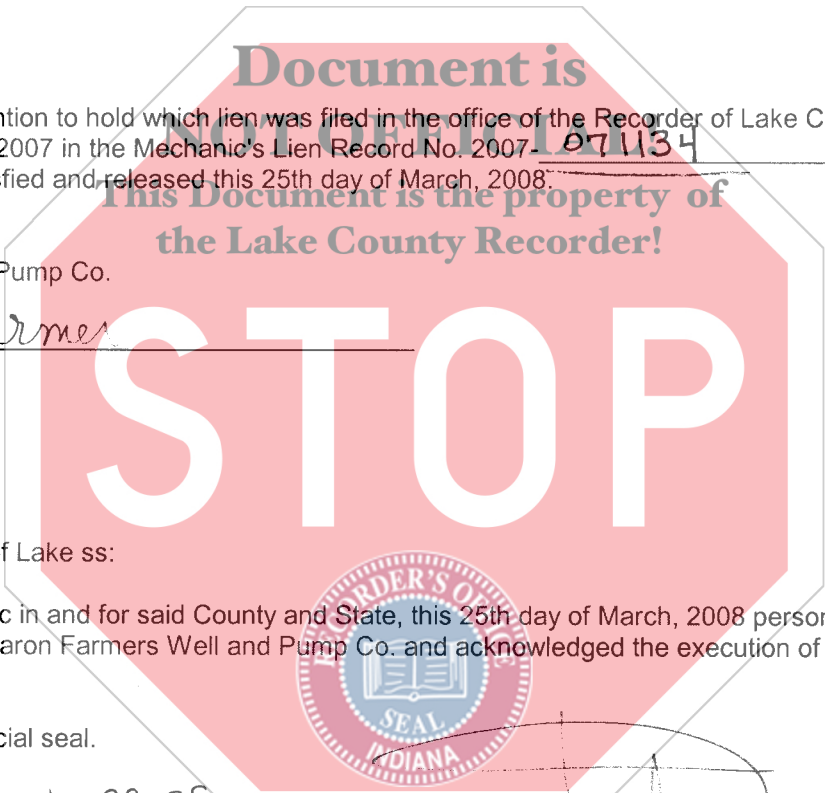 Document is
NOT OFFICIAL
ntion to hold which lien was filed in the office of the Recorder of Lake C
2007 in the Mechanic's Lien Record No. 2007- 071134
sfied and released this 25th day of March, 2008.
This Document is the property of
the Lake County Recorder!
Pump Co.
STOP
f Lake ss:
c in and for said County and State, this 25th day of March, 2008 person
aron Farmers Well and Pump Co. and acknowledged the execution of
RECORDER'S OFFICE
SEAL
INDIANA
cial seal.